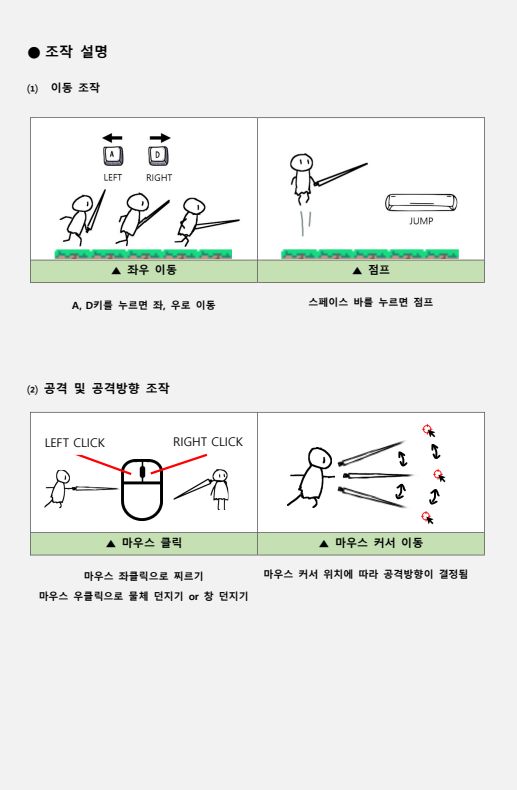 ● 조작 설명
(1) 이동 조작
A D
LEFT RIGHT
JUMP
▲ 좌우 이동
▲ 점프
A, D키를 누르면 좌, 우로 이동
스페이스 바를 누르면 점프
(2) 공격 및 공격방향 조작
LEFT CLICK RIGHT CLICK
▲ 마우스 클릭
▲ 마우스 커서 이동
마우스 좌클릭으로 찌르기
마우스 우클릭으로 물체 던지기 or 창 던지기
마우스 커서 위치에 따라 공격방향이 결정됨